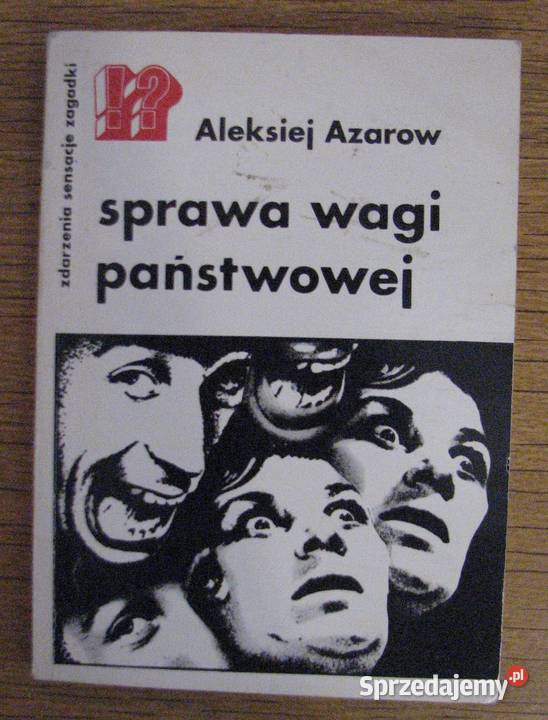 zdarzenia sensacje zagadki
!?
Aleksiej Azarow
sprawa wagi
państwowej
Sprzedajemy.pl